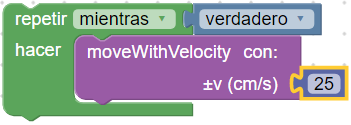 repetir mientras verdadero
hacer moveWithVelocity con:
±v (cm/s) 25